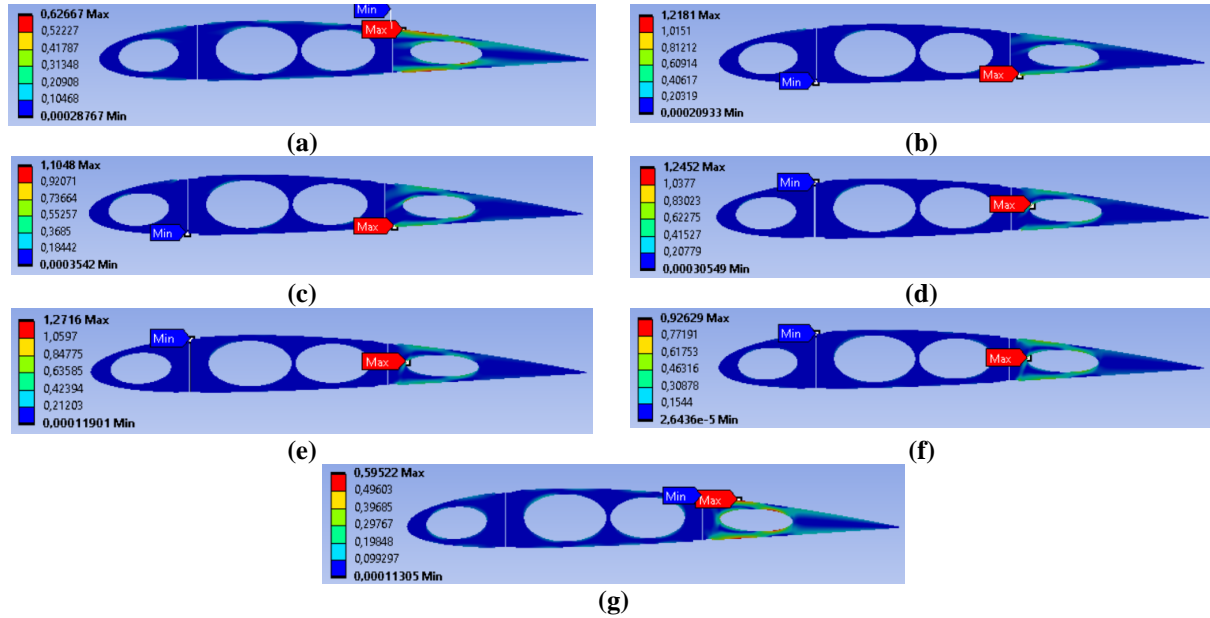 0,62667 Max
0,52227
0,41787
0,31348
0,20908
0,10468
0,00028767 Min
Min
Max
(a)
1,2181 Max
1,0151
0,81212
0,60914
0,40617
0,20319
0,00020933 Min
Min
Max
(b)
1,1048 Max
0,92071
0,73664
0,55257
0,3685
0,18442
0,0003542 Min
Min
Max
(c)
1,2452 Max
1,0377
0,83023
0,62275
0,41527
0,20779
0,00030549 Min
Min
Max
(d)
1,2716 Max
1,0597
0,84775
0,63585
0,42394
0,21203
0,00011901 Min
Min
Max
(e)
0,92629 Max
0,77191
0,61753
0,46316
0,30878
0,1544
2,6436e-5 Min
Min
Max
(f)
0,59522 Max
0,49603
0,39685
0,29767
0,19848
0,099297
0,00011305 Min
Min
Max
(g)